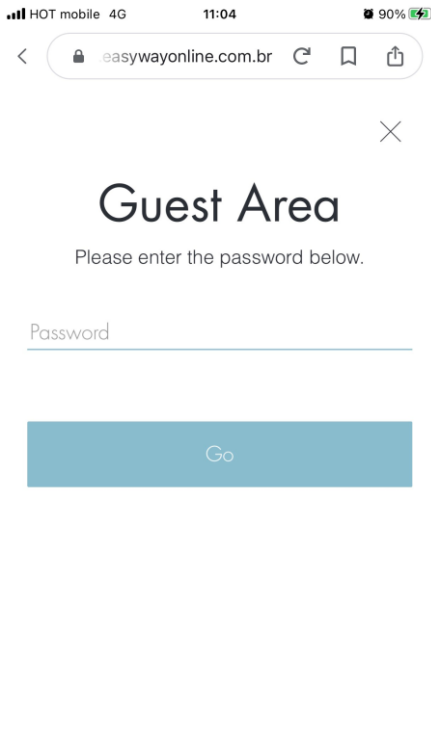 HOT mobile 4G 11:04 90%
easywayonline.com.br
Guest Area
Please enter the password below.
Password
Go